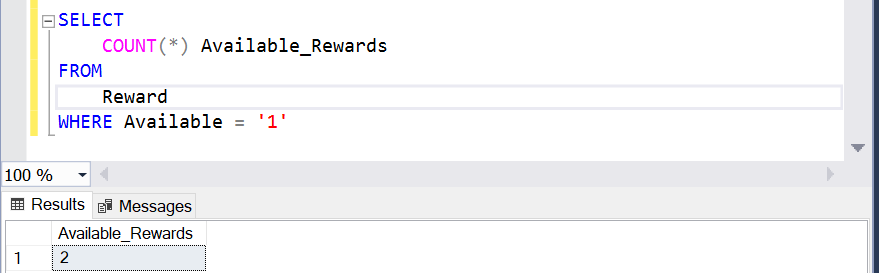 SELECT
COUNT(*) Available_Rewards
FROM
Reward
WHERE Available = '1'
100 %
Results Messages
Available_Rewards
1 2